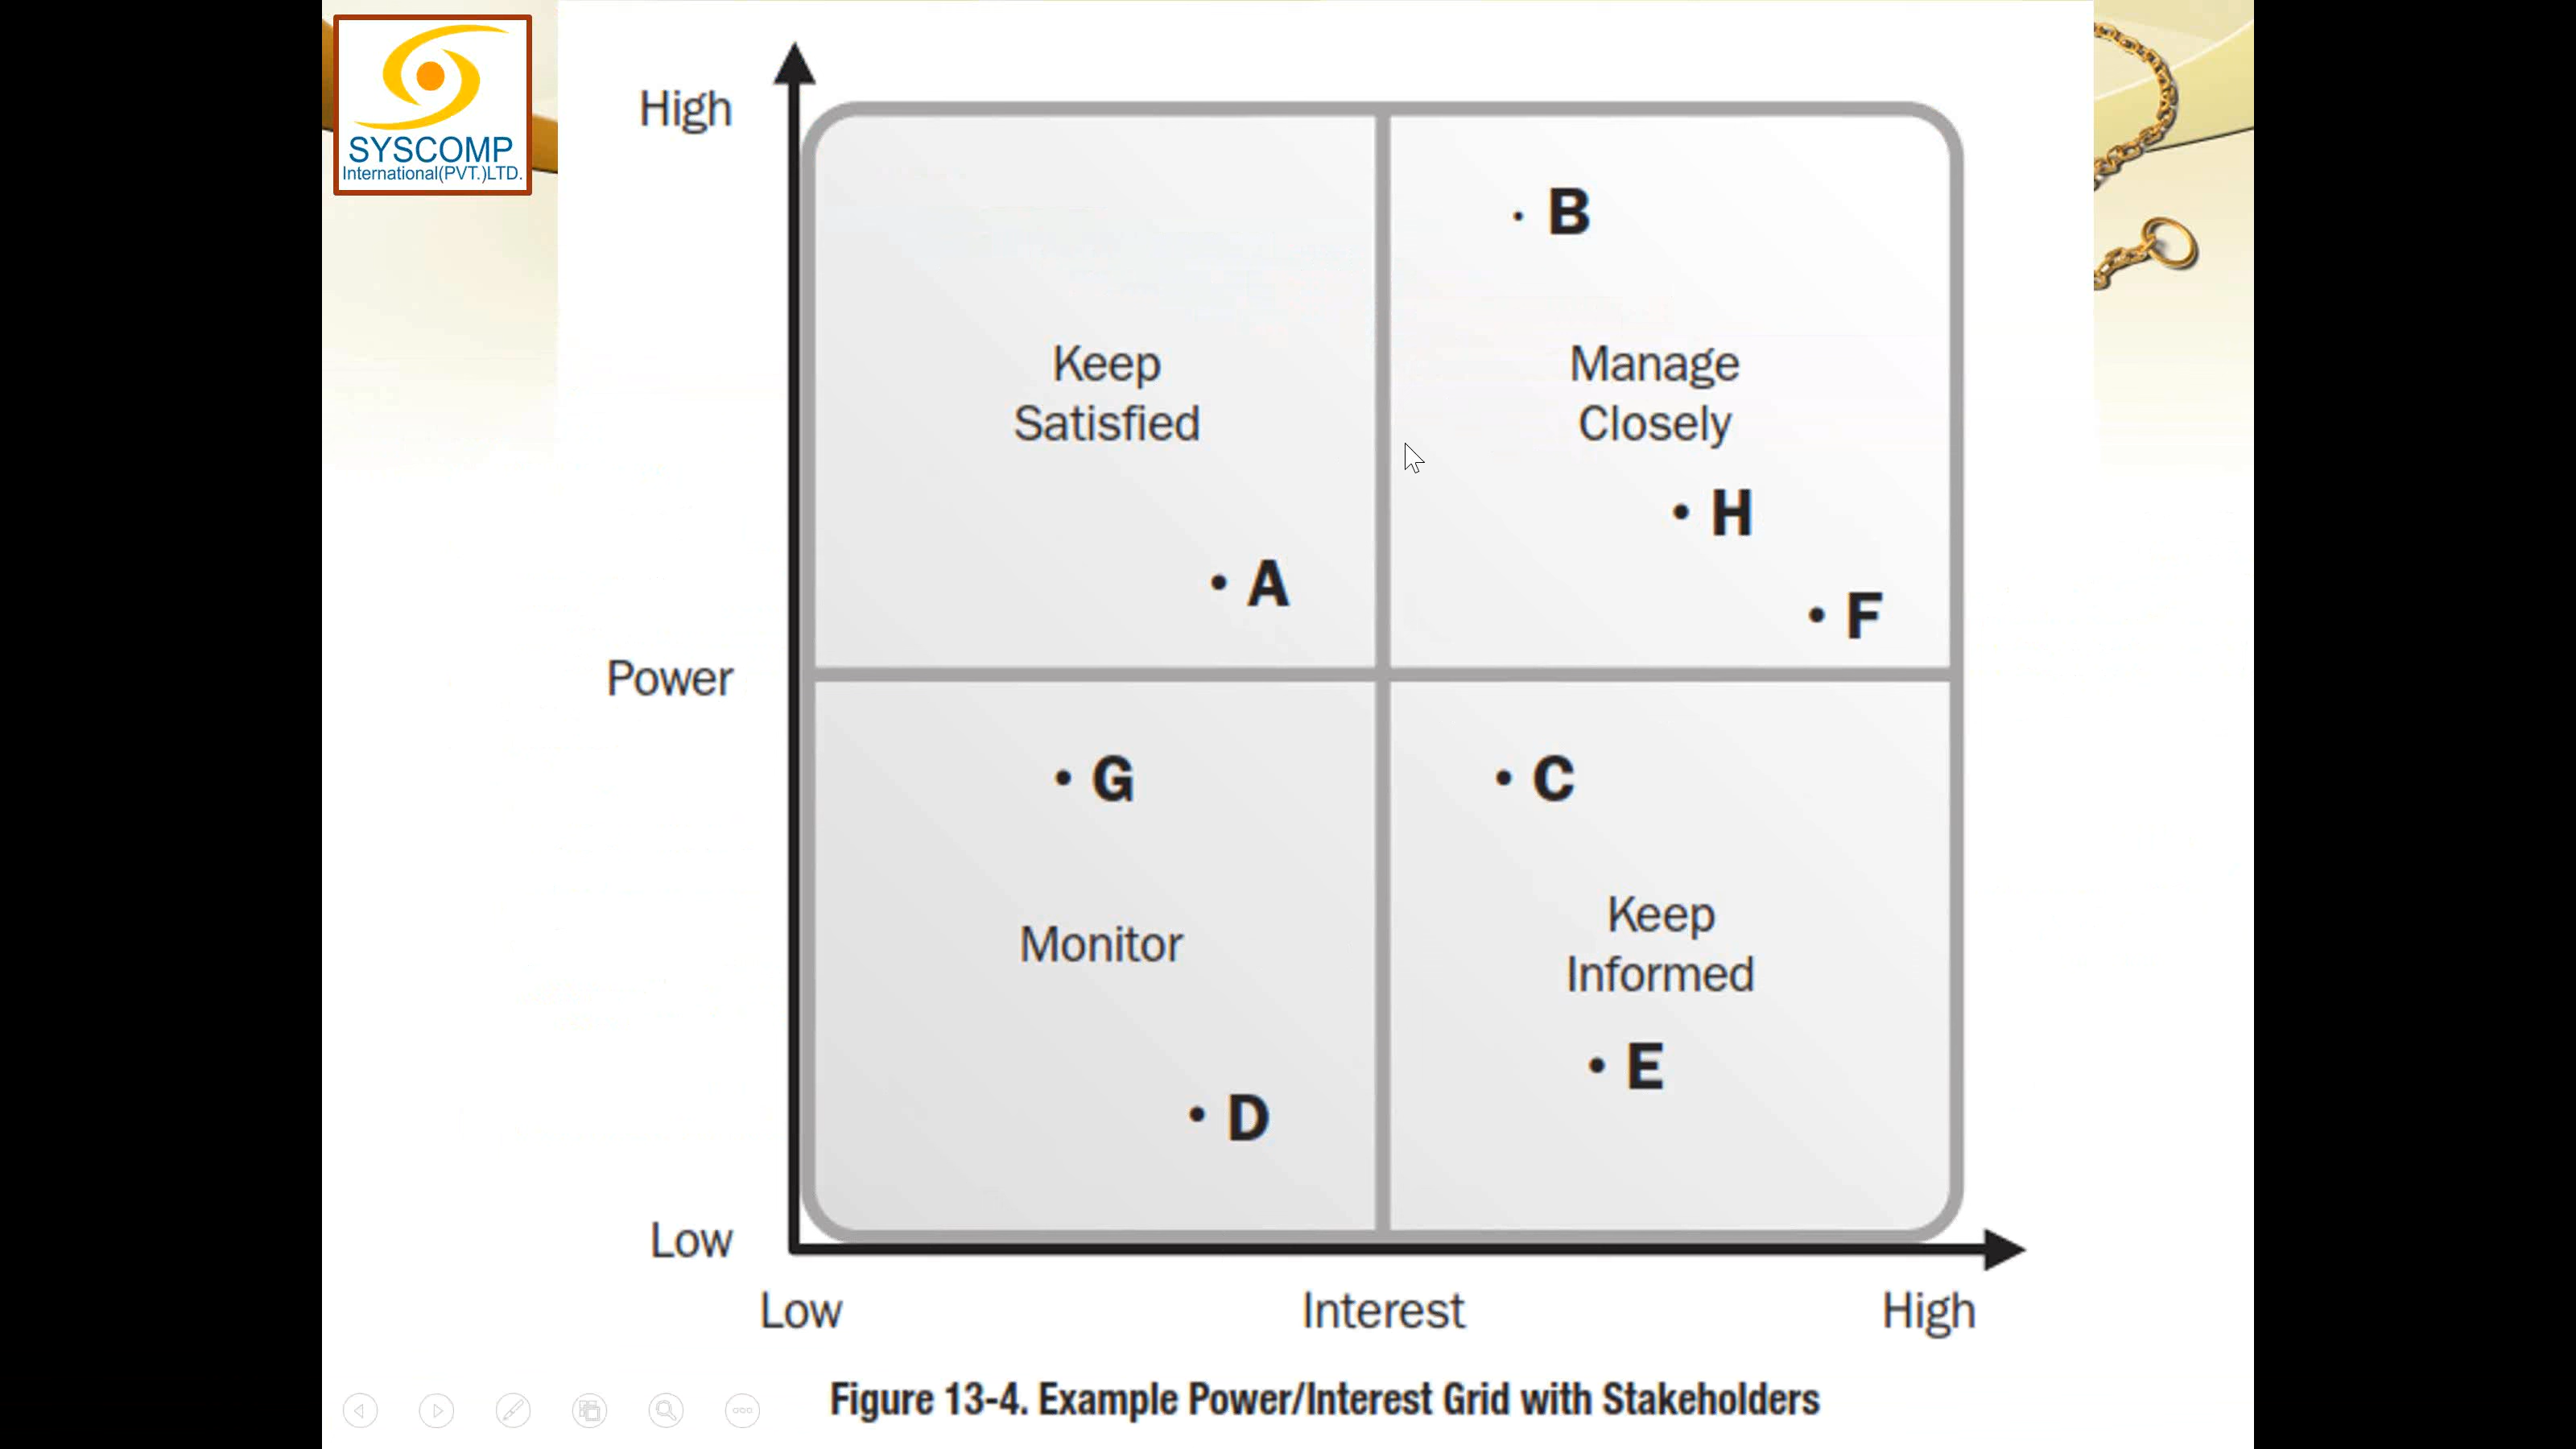 SYSCOMP
International(PVT.)LTD.
High
B
Keep
Satisfied
Manage
Closely
H
A
F
Power
G
C
Monitor
Keep
Informed
E
D
Low
Low
Interest
High
Figure 13-4. Example Power/Interest Grid with Stakeholders